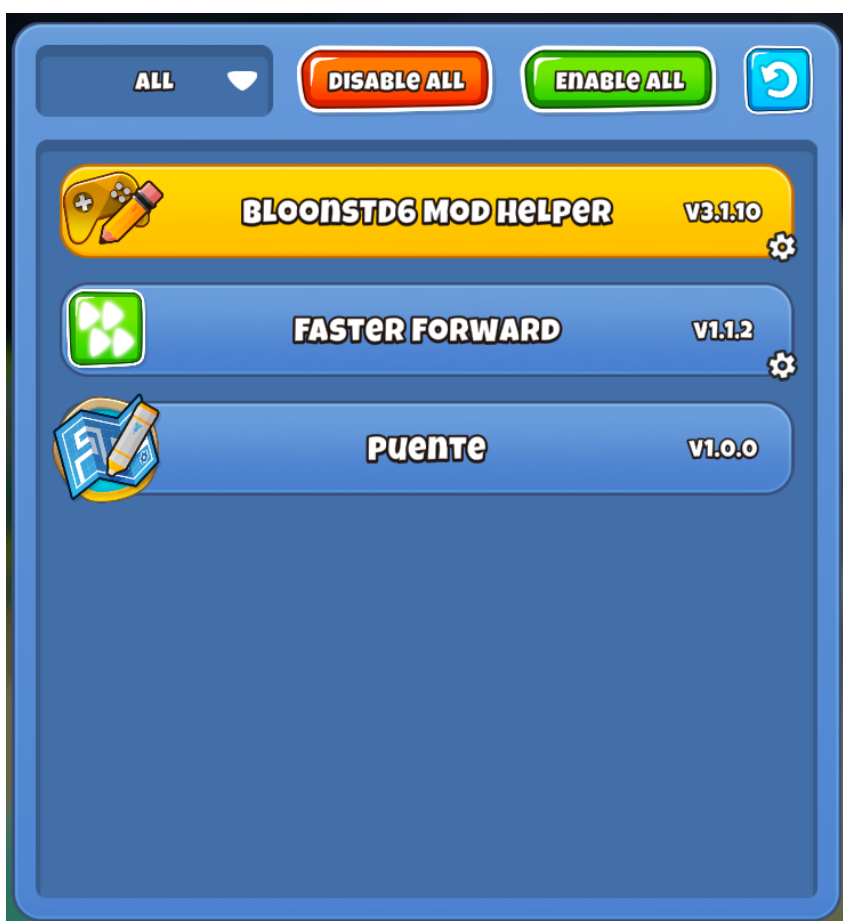 ALL
DISABLE ALL
ENABLE ALL
BLOONSTD6 MOD HELPER
V3.1.10
FASTER FORWARD
V1.1.2
PUENTE
V1.0.0